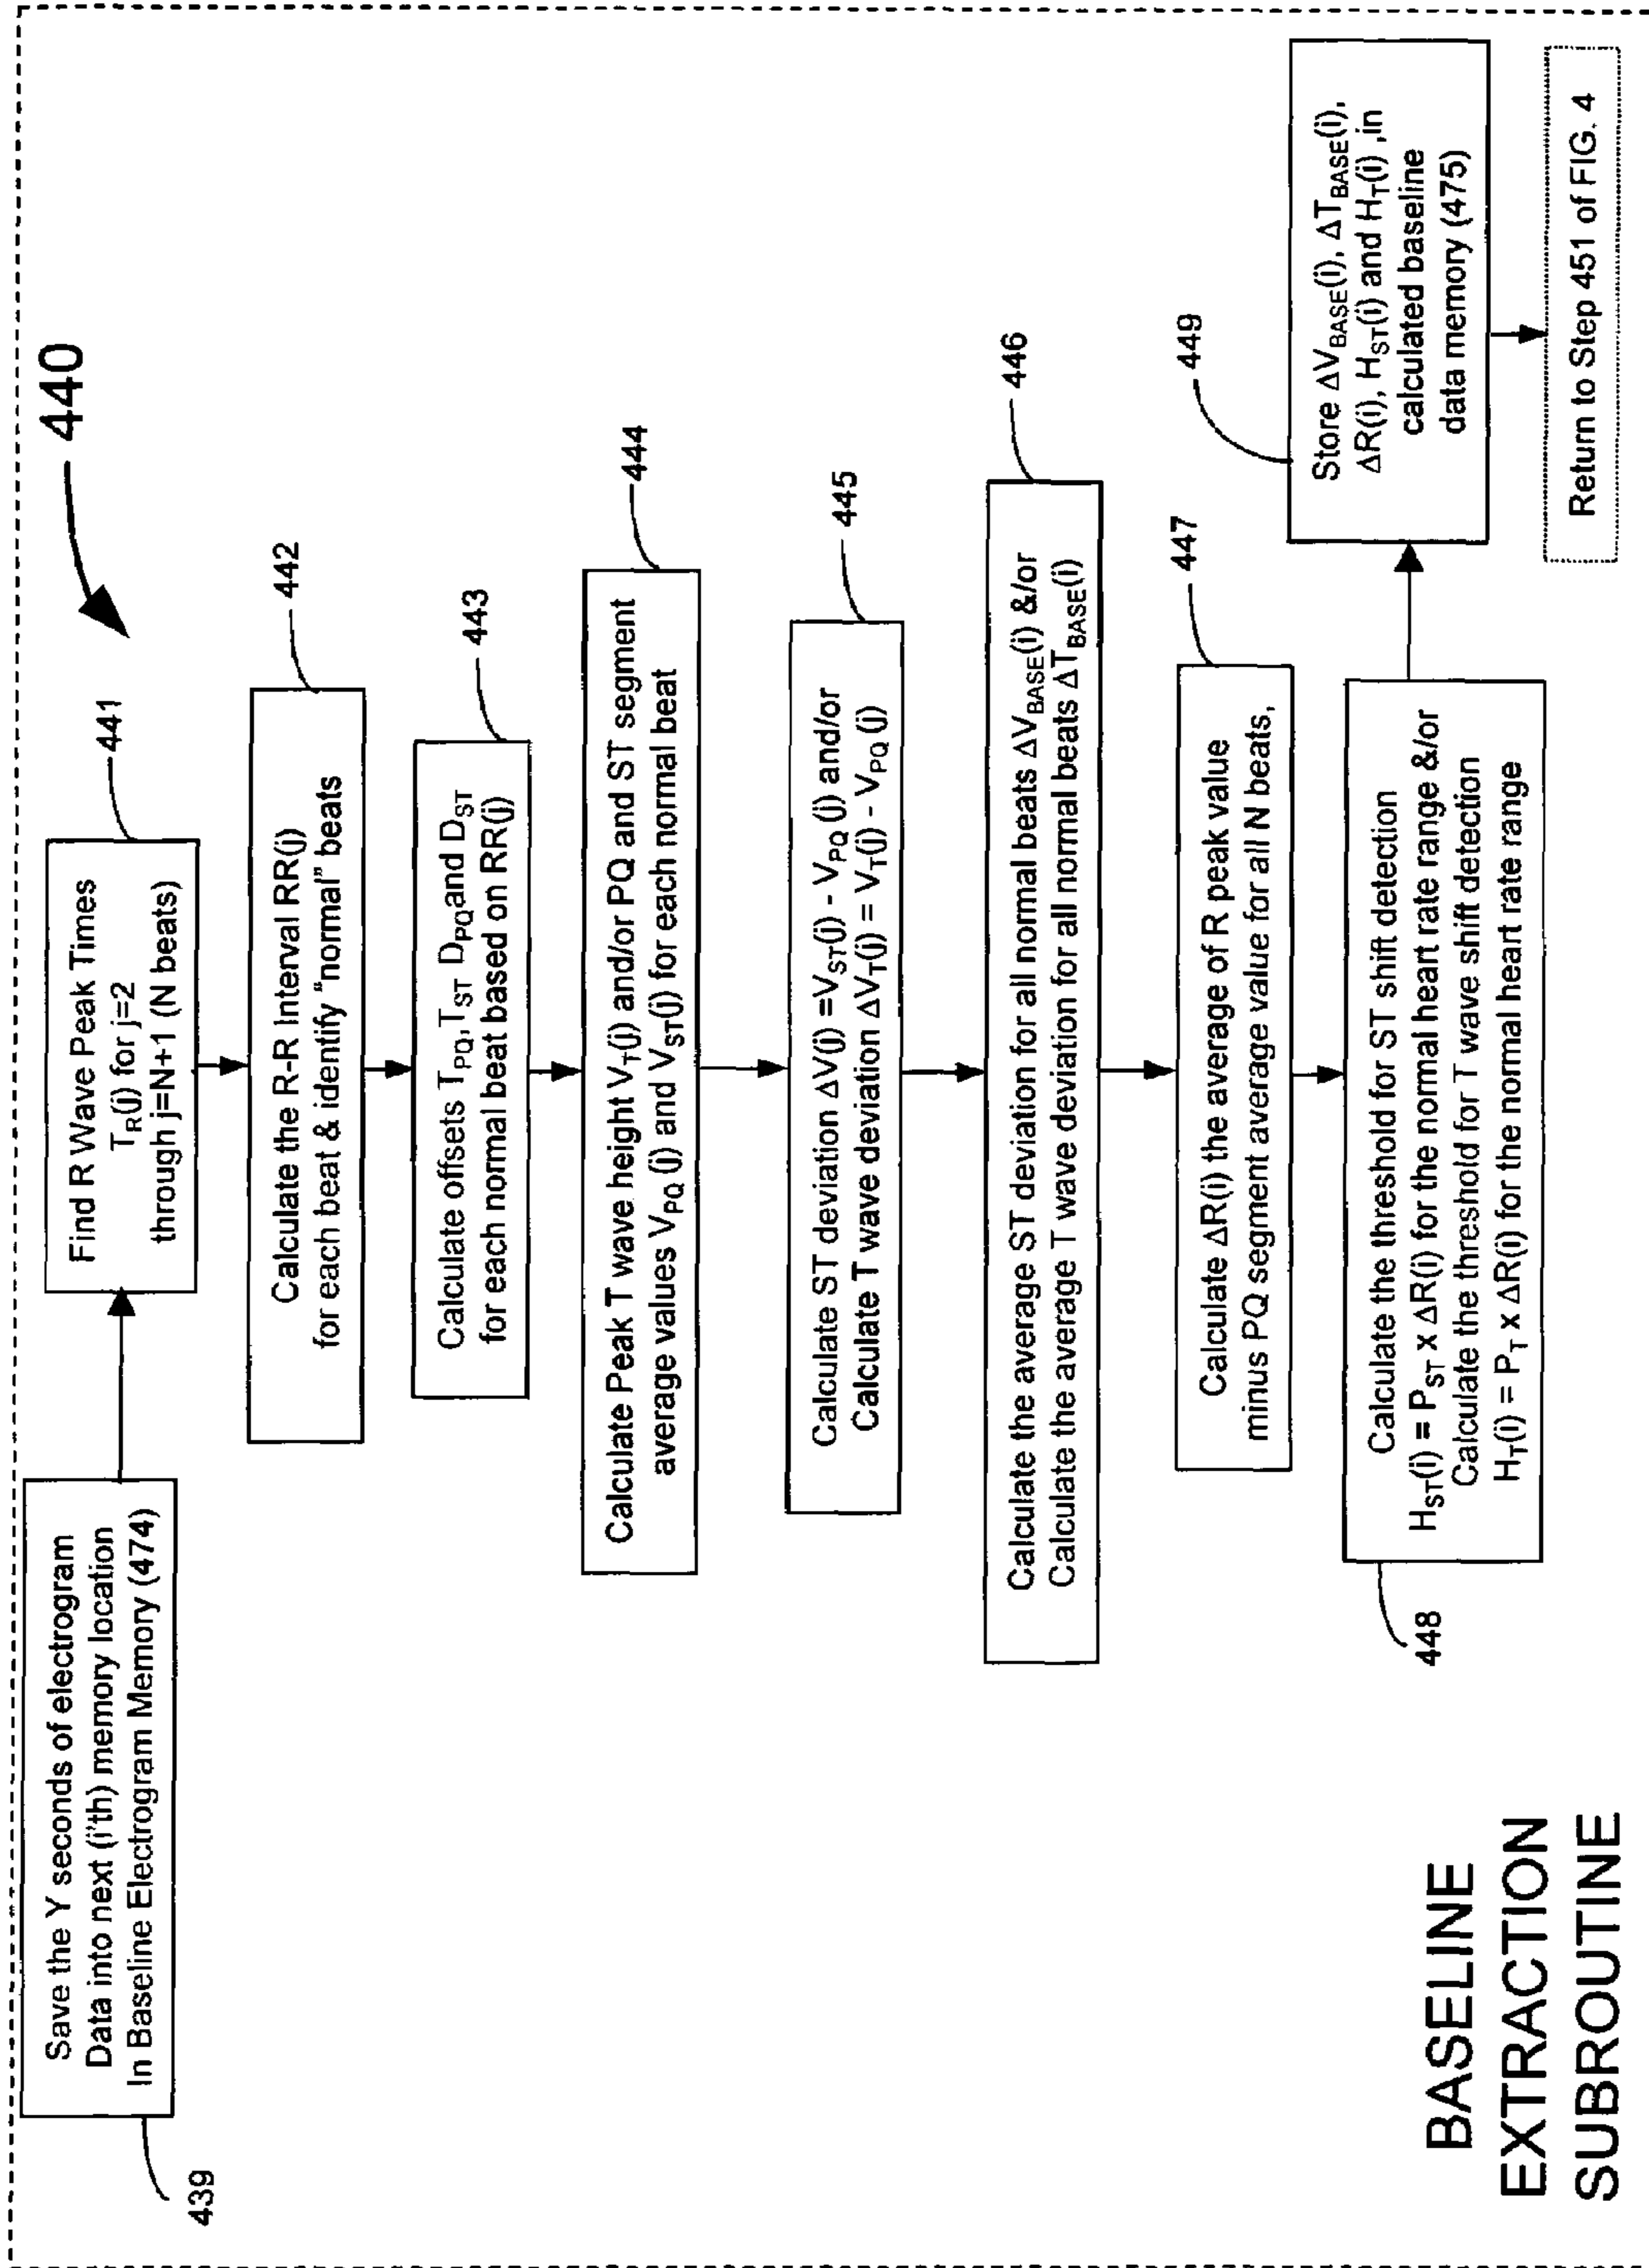 440
Save the Y seconds of electrogram
Data into next (i'th) memory location
In Baseline Electrogram Memory (474)
439
Find R Wave Peak Times
T_R(j) for j=2
through j=N+1 (N beats)
441
Calculate the R-R Interval RR(j)
for each beat & identify "normal" beats
442
Calculate offsets T_PQ, T_ST D_PQ and D_ST
for each normal beat based on RR(j)
443
Calculate Peak T wave height V_T(j) and/or PQ and ST segment
average values V_PQ (j) and V_ST(j) for each normal beat
444
Calculate ST deviation ΔV(j) =V_ST(j) - V_PQ (j) and/or
Calculate T wave deviation ΔV_T(j) = V_T(j) - V_PQ (j)
445
Calculate the average ST deviation for all normal beats ΔV_BASE(i) &/or
Calculate the average T wave deviation for all normal beats ΔT_BASE(i)
446
Calculate ΔR(i) the average of R peak value
minus PQ segment average value for all N beats,
447
Calculate the threshold for ST shift detection
H_ST(i) = P_ST x ΔR(i) for the normal heart rate range &/or
Calculate the threshold for T wave shift detection
H_T(i) = P_T x ΔR(i) for the normal heart rate range
448
Store ΔV_BASE(i), ΔT_BASE(i),
ΔR(i), H_ST(i) and H_T(i) ,in
calculated baseline
data memory (475)
449
Return to Step 451 of FIG. 4
BASELINE
EXTRACTION
SUBROUTINE